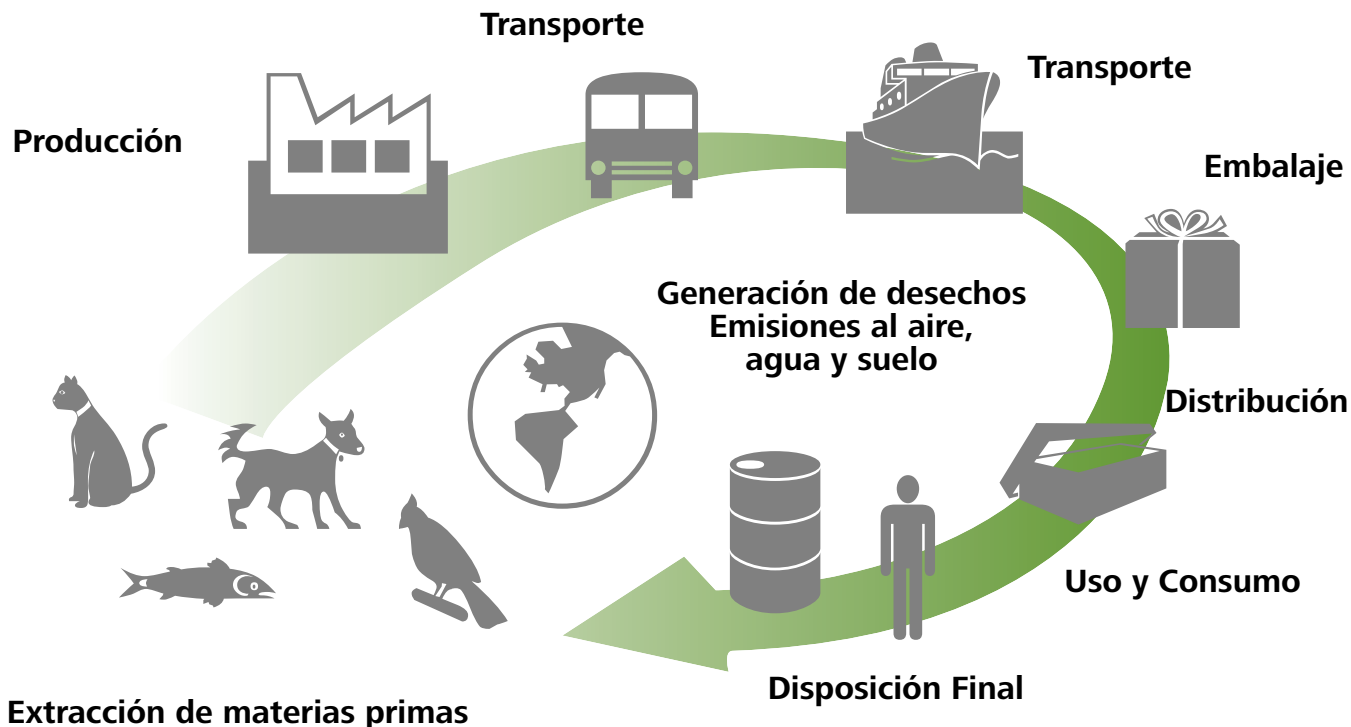 Transporte
Transporte
Producción
Embalaje
Generación de desechos
Emisiones al aire,
agua y suelo
Distribución
Uso y Consumo
Disposición Final
Extracción de materias primas